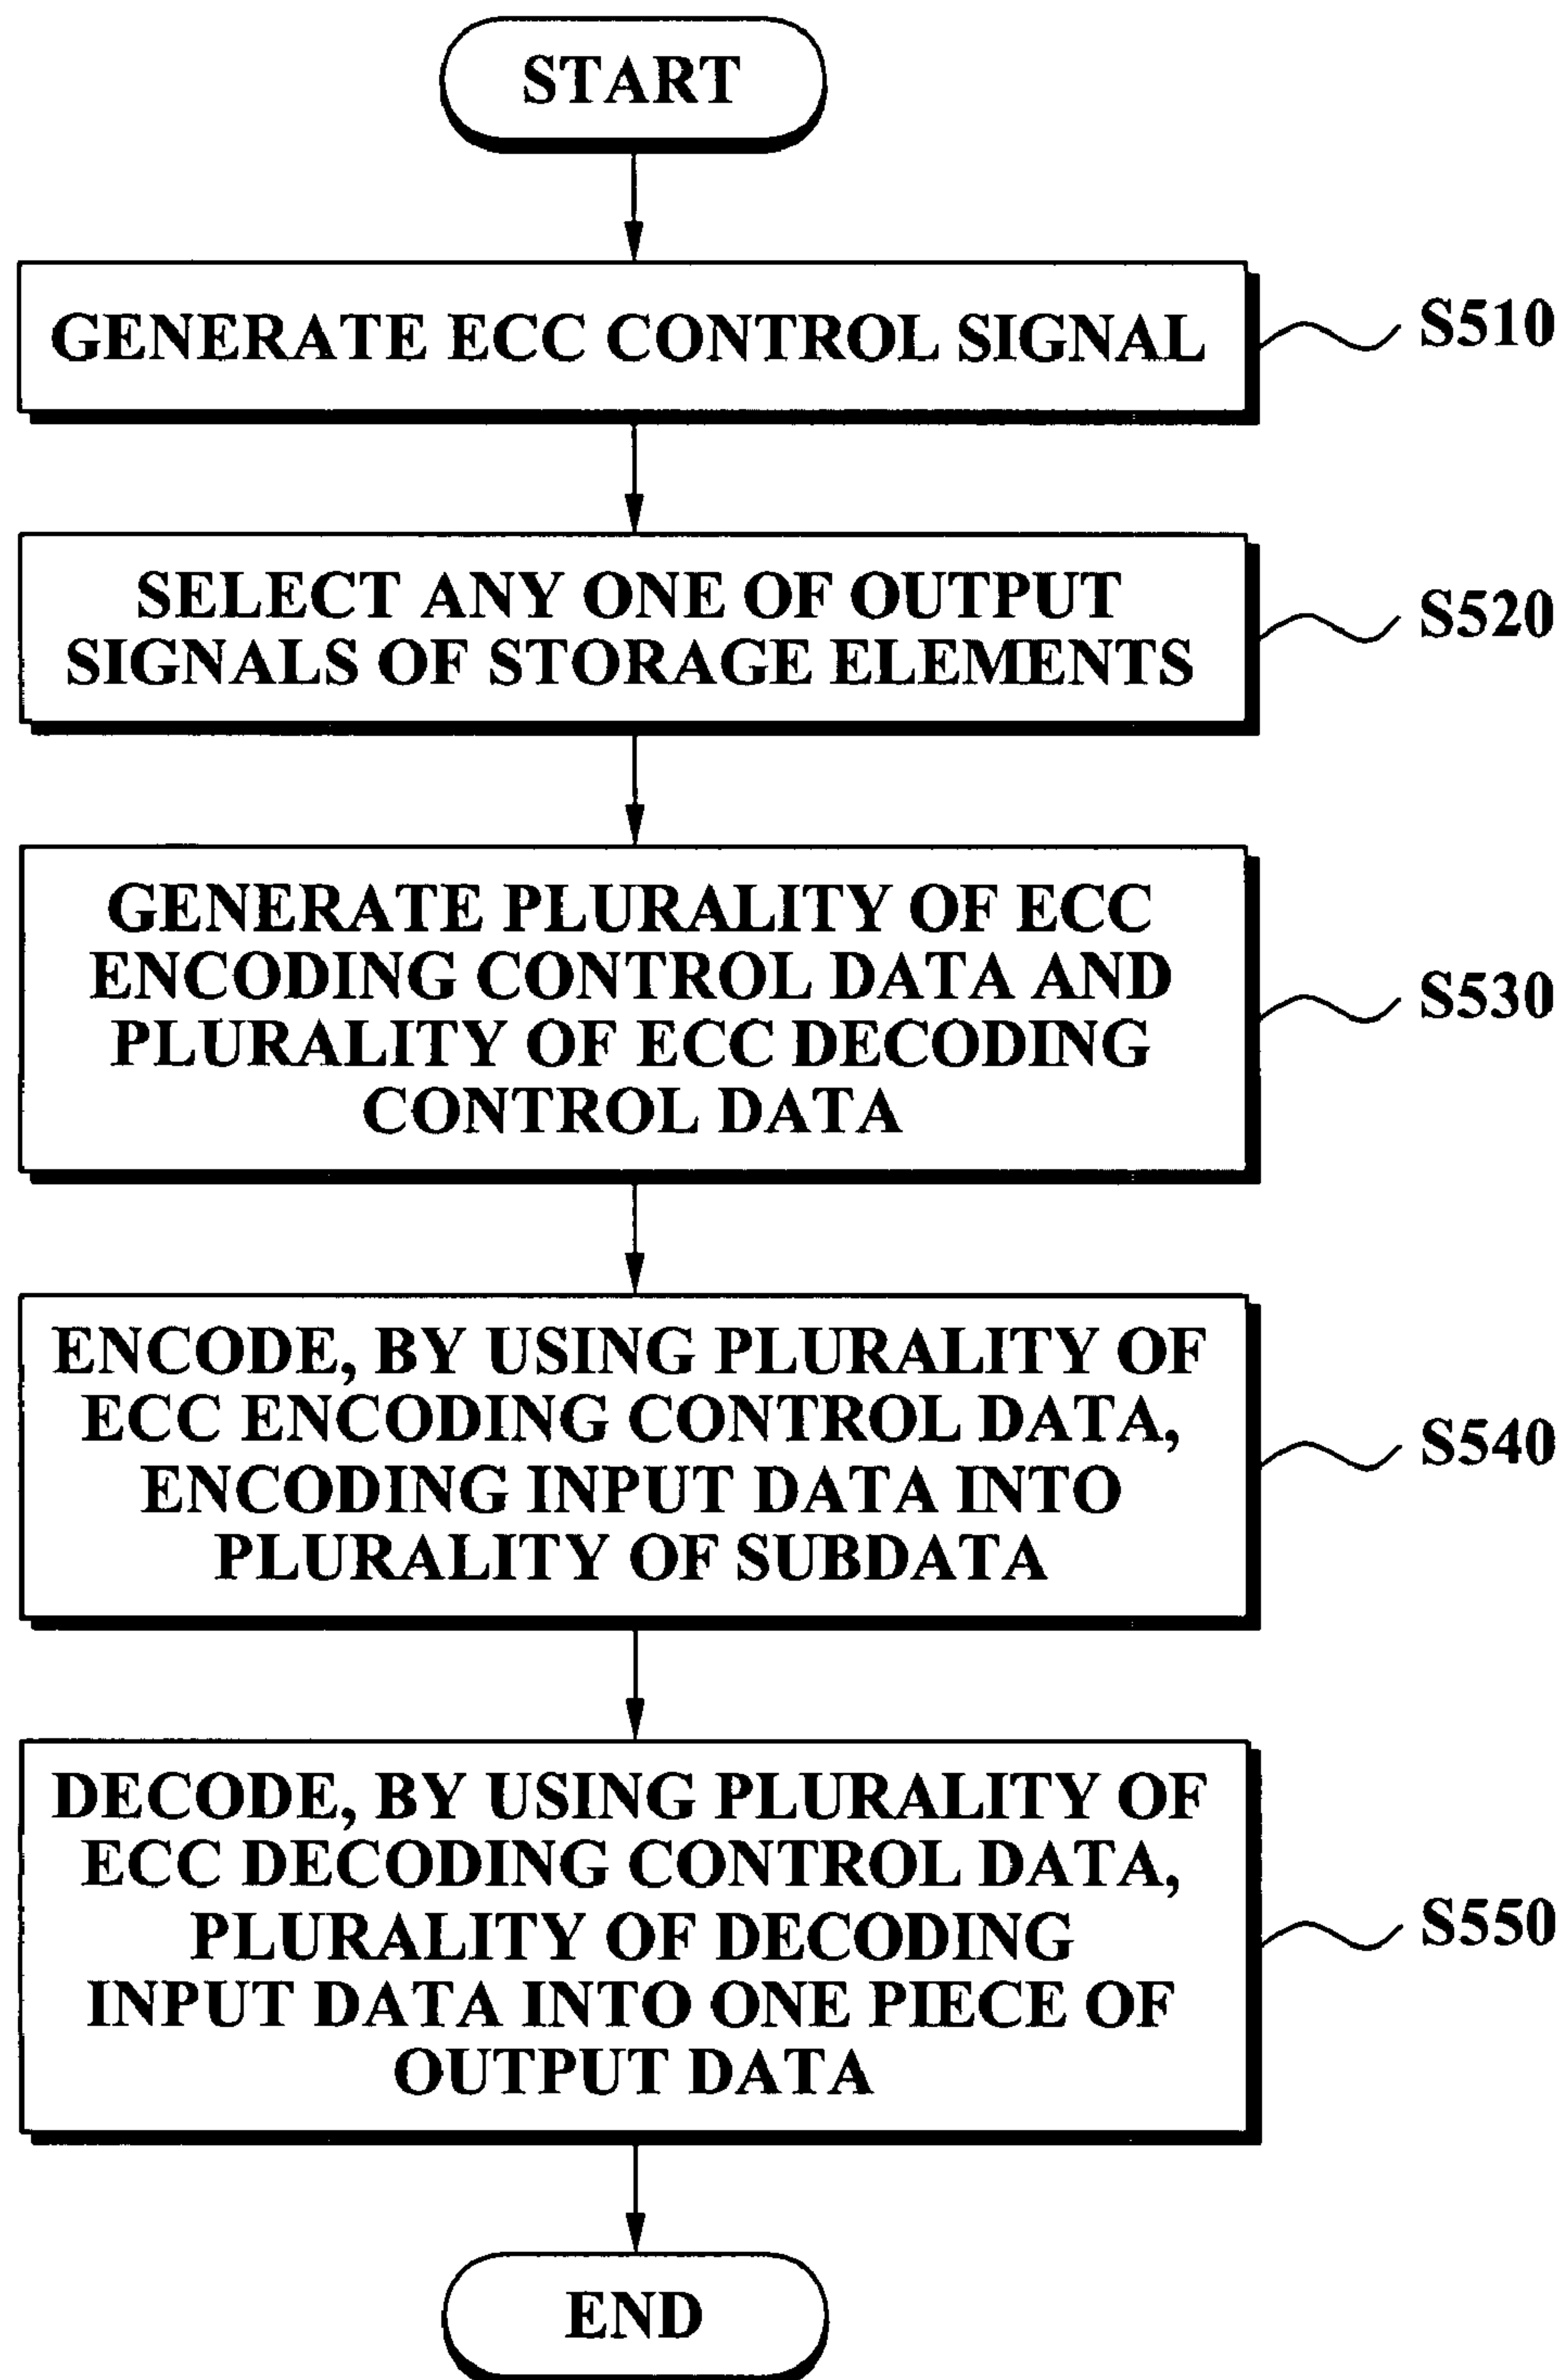 START
GENERATE ECC CONTROL SIGNAL
S510
SELECT ANY ONE OF OUTPUT
SIGNALS OF STORAGE ELEMENTS
S520
GENERATE PLURALITY OF ECC
ENCODING CONTROL DATA AND
PLURALITY OF ECC DECODING
CONTROL DATA
S530
ENCODE, BY USING PLURALITY OF
ECC ENCODING CONTROL DATA,
ENCODING INPUT DATA INTO
PLURALITY OF SUBDATA
S540
DECODE, BY USING PLURALITY OF
ECC DECODING CONTROL DATA,
PLURALITY OF DECODING
INPUT DATA INTO ONE PIECE OF
OUTPUT DATA
S550
END